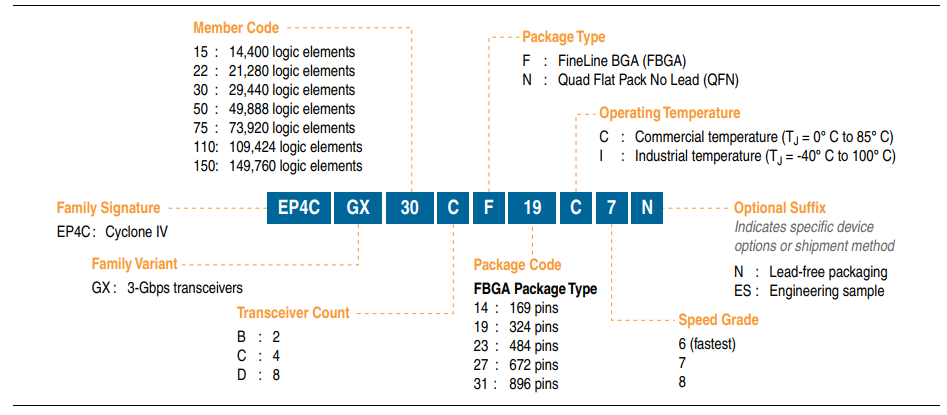 Member Code
15 : 14,400 logic elements
22 : 21,280 logic elements
30 : 29,440 logic elements
50 : 49,888 logic elements
75 : 73,920 logic elements
110: 109,424 logic elements
150: 149,760 logic elements
Package Type
F : FineLine BGA (FBGA)
N : Quad Flat Pack No Lead (QFN)
Operating Temperature
C : Commercial temperature (TJ = 0° C to 85° C)
I : Industrial temperature (TJ = -40° C to 100° C)
EP4C GX 30 C F 19 C 7 N
Family Signature
EP4C : Cyclone IV
Family Variant
GX : 3-Gbps transceivers
Transceiver Count
B : 2
C : 4
D : 8
Package Code
FBGA Package Type
14 : 169 pins
19 : 324 pins
23 : 484 pins
27 : 672 pins
31 : 896 pins
Optional Suffix
Indicates specific device
options or shipment method
N : Lead-free packaging
ES : Engineering sample
Speed Grade
6 (fastest)
7
8